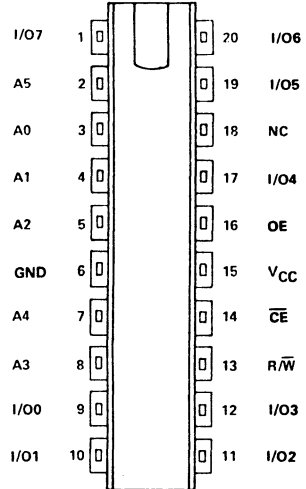 I/O7 1 20 I/O6
A5 2 19 I/O5
A0 3 18 NC
A1 4 17 I/O4
A2 5 16 OE
GND 6 15 VCC
A4 7 14 C̅E̅
A3 8 13 R/W̅
I/O0 9 12 I/O3
I/O1 10 11 I/O2